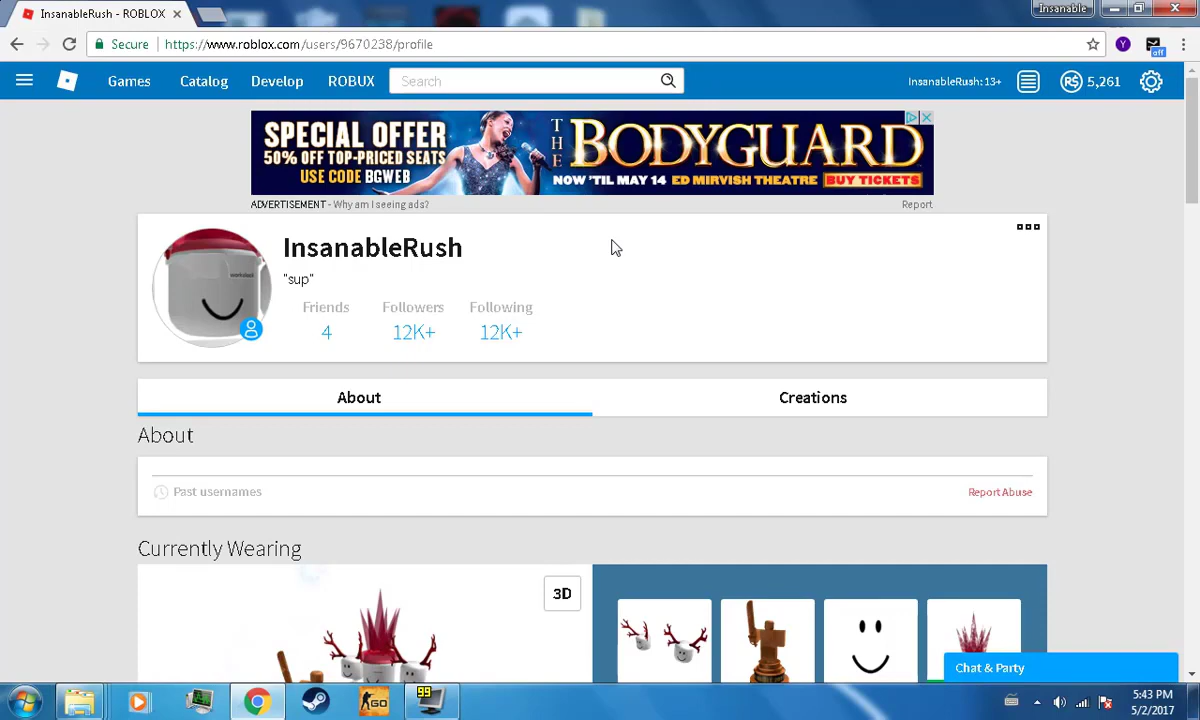 InsanableRush - ROBLOX
Insanable
Secure
https://www.roblox.com/users/9670238/profile
off
Games
Catalog
Develop
ROBUX
Search
InsanableRush: 13+
R$ 5,261
SPECIAL OFFER
50% OFF TOP-PRICED SEATS
USE CODE BGWEB
THE BODYGUARD
NOW 'TIL MAY 14 ED MIRVISH THEATRE BUY TICKETS
ADVERTISEMENT - Why am I seeing ads?
Report
InsanableRush
"sup"
Friends
Followers
Following
4
12K+
12K+
About
Creations
About
Past usernames
Report Abuse
Currently Wearing
3D
Chat & Party
GO
99
5:43 PM
5/2/2017